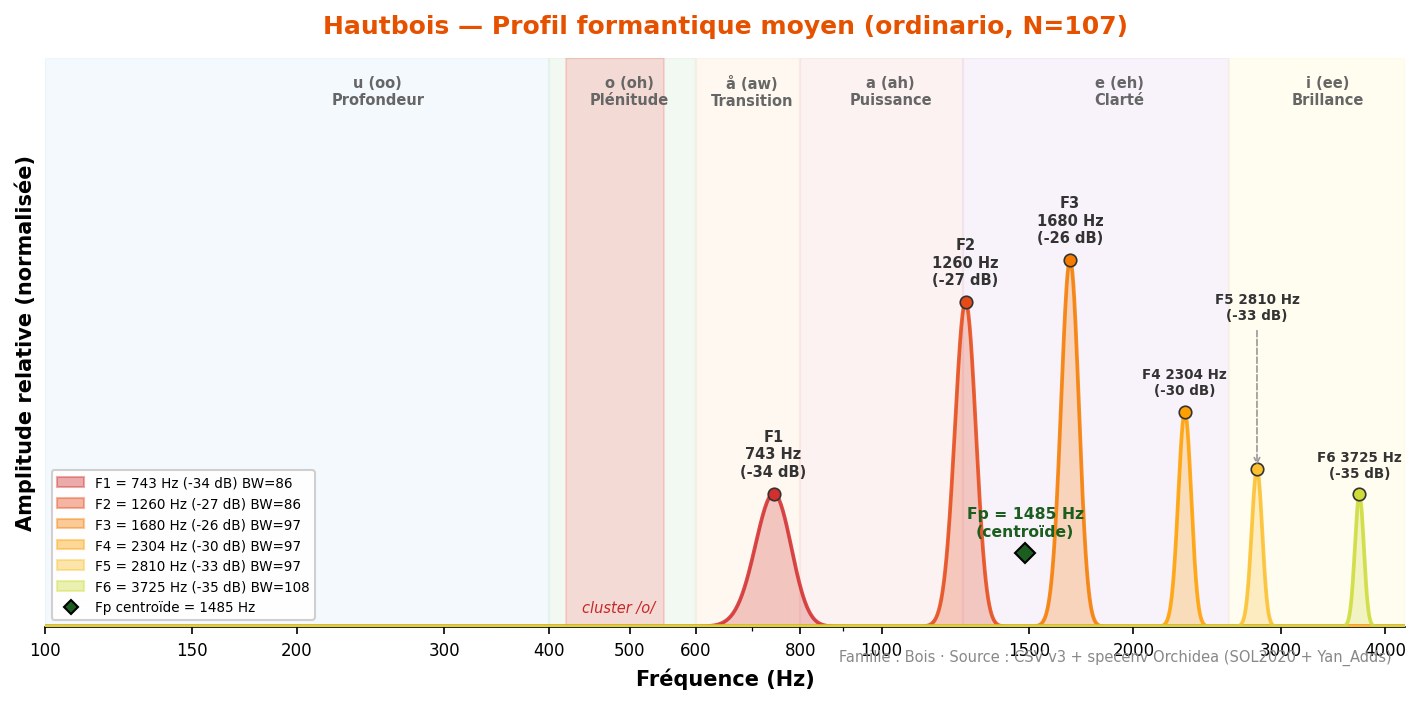 Hautbois — Profil formantique moyen (ordinario, N=107)
u (oo)
Profondeur
o (oh)
Plénitude
å (aw)
Transition
a (ah)
Puissance
e (eh)
Clarté
i (ee)
Brillance
F3
1680 Hz
(-26 dB)
F2
1260 Hz
(-27 dB)
F5 2810 Hz
(-33 dB)
F4 2304 Hz
(-30 dB)
F1
743 Hz
(-34 dB)
F6 3725 Hz
(-35 dB)
Fp = 1485 Hz
(centroïde)
cluster /o/
F1 = 743 Hz (-34 dB) BW=86
F2 = 1260 Hz (-27 dB) BW=86
F3 = 1680 Hz (-26 dB) BW=97
F4 = 2304 Hz (-30 dB) BW=97
F5 = 2810 Hz (-33 dB) BW=97
F6 = 3725 Hz (-35 dB) BW=108
Fp centroïde = 1485 Hz
Amplitude relative (normalisée)
100 150 200 300 400 500 600 800 1000 1500 2000 3000 4000
Famille : Bois · Source : CSV v3 + specenv Orchidea (SOL2020 + Yan_Adds)
Fréquence (Hz)